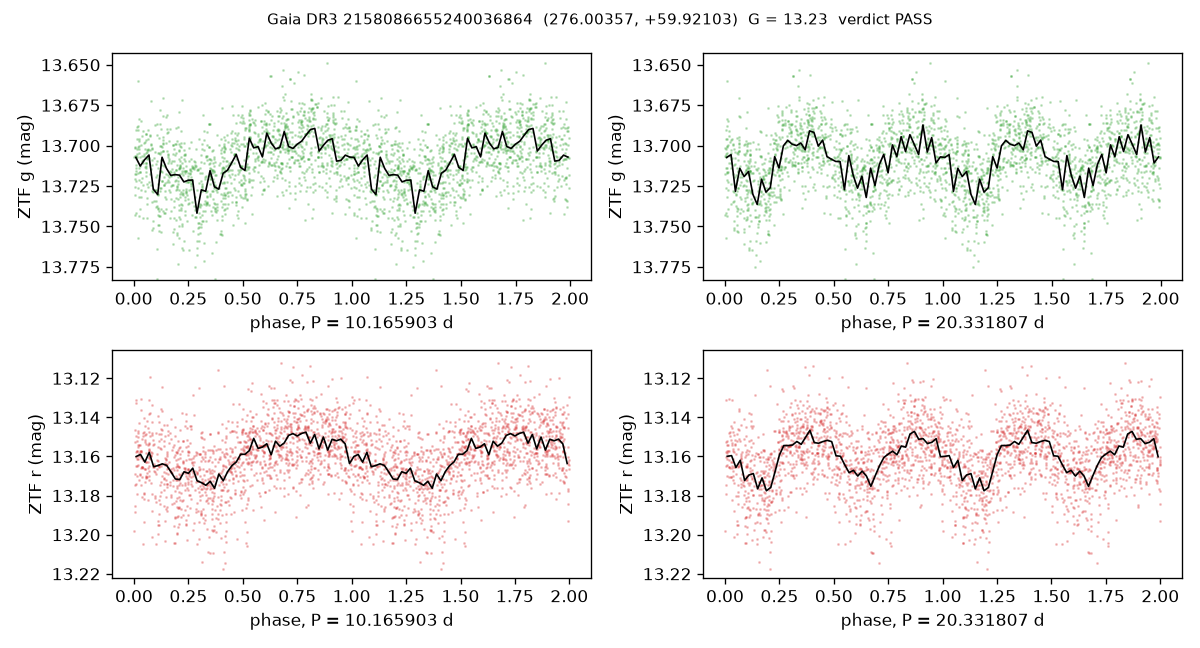 Gaia DR3 2158086655240036864 (276.00357, +59.92103) G = 13.23 verdict PASS
ZTF g (mag)
13.650
13.675
13.700
13.725
13.750
13.775
0.00 0.25 0.50 0.75 1.00 1.25 1.50 1.75 2.00
phase, P = 10.165903 d
ZTF g (mag)
13.650
13.675
13.700
13.725
13.750
13.775
0.00 0.25 0.50 0.75 1.00 1.25 1.50 1.75 2.00
phase, P = 20.331807 d
ZTF r (mag)
13.12
13.14
13.16
13.18
13.20
13.22
0.00 0.25 0.50 0.75 1.00 1.25 1.50 1.75 2.00
phase, P = 10.165903 d
ZTF r (mag)
13.12
13.14
13.16
13.18
13.20
13.22
0.00 0.25 0.50 0.75 1.00 1.25 1.50 1.75 2.00
phase, P = 20.331807 d